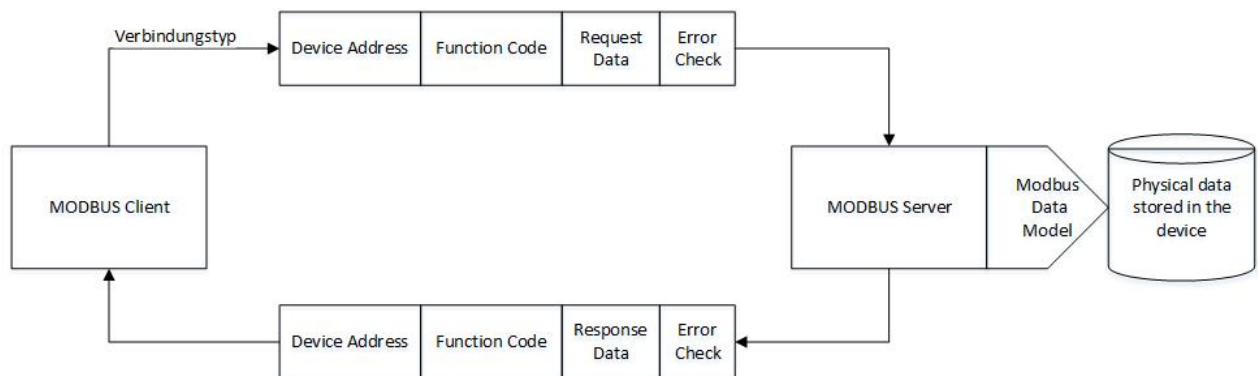 Verbindungstyp
Device Address
Function Code
Request
Data
Error
Check
MODBUS Client
MODBUS Server
Modbus
Data
Model
Physical data
stored in the
device
Device Address
Function Code
Response
Data
Error
Check